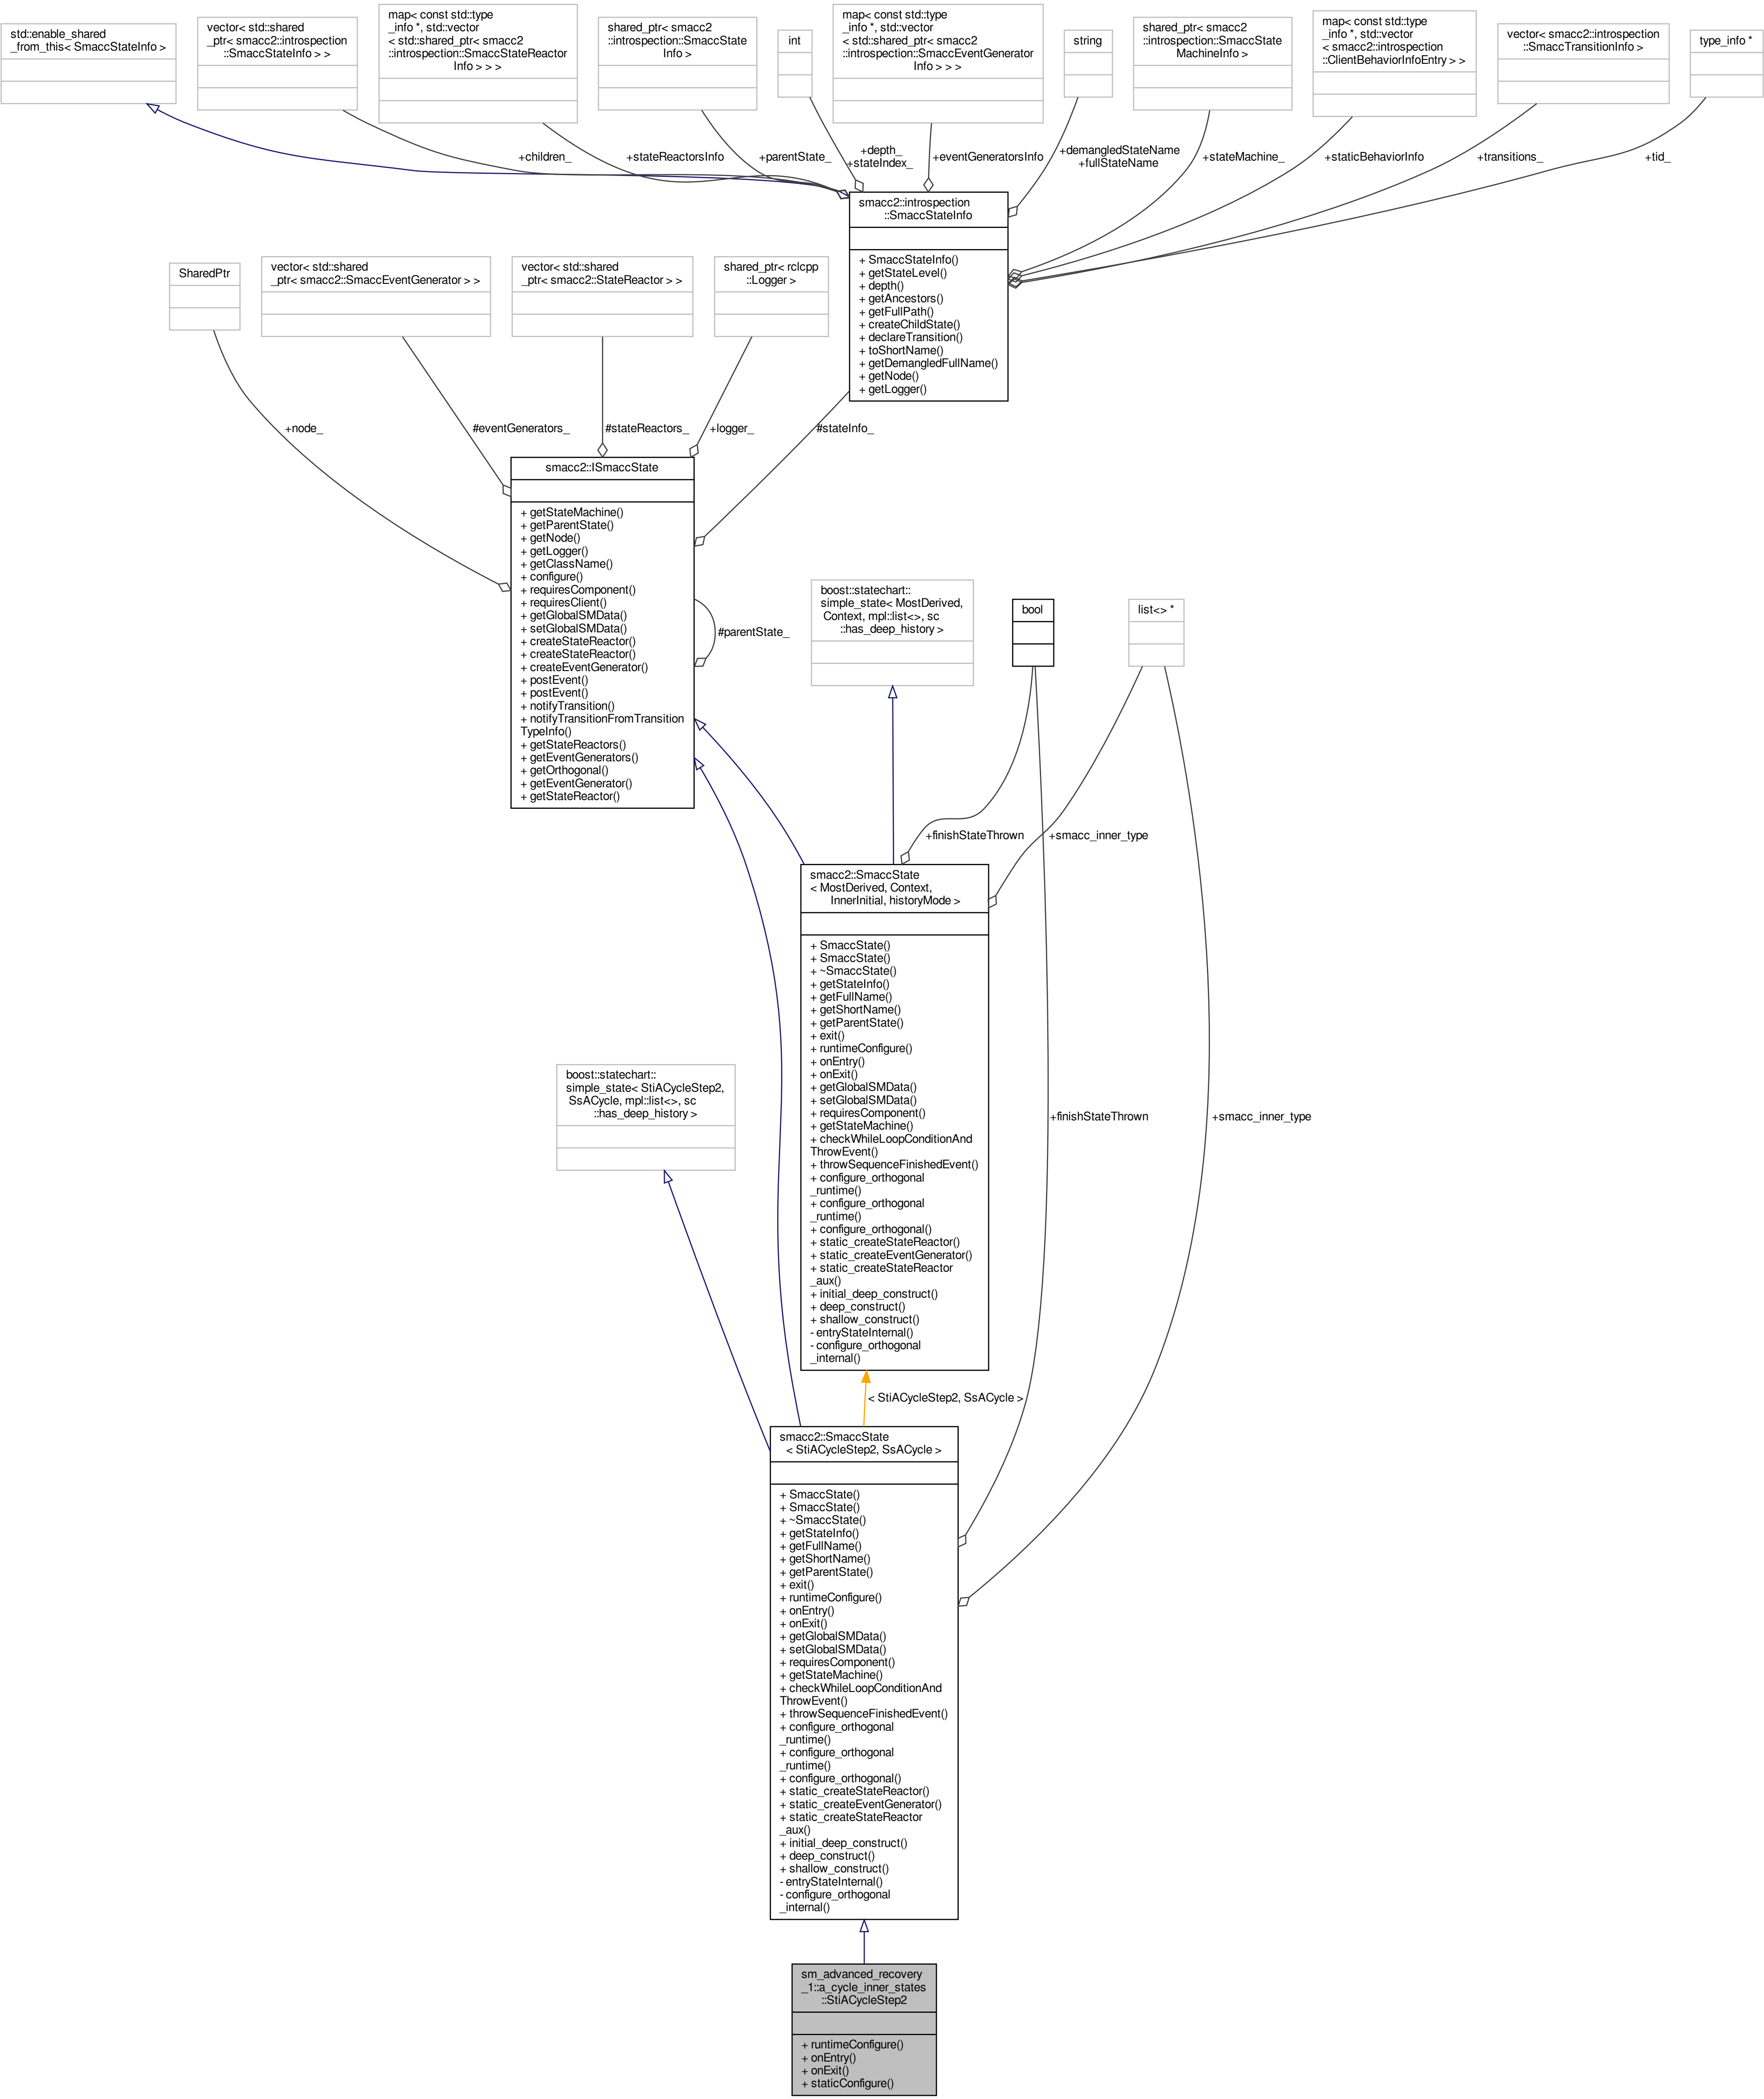 std::enable_shared
_from_this< SmaccStateInfo >
vector< std::shared
_ptr< smacc2::introspection
::SmaccStateInfo > >
map< const std::type
_info *, std::vector
< std::shared_ptr< smacc2
::introspection::SmaccStateReactor
Info > > >
shared_ptr< smacc2
::introspection::SmaccState
Info >
int
map< const std::type
_info *, std::vector
< std::shared_ptr< smacc2
::introspection::SmaccEventGenerator
Info > > >
string
shared_ptr< smacc2
::introspection::SmaccState
MachineInfo >
map< const std::type
_info *, std::vector
< smacc2::introspection
::ClientBehaviorInfoEntry > >
vector< smacc2::introspection
::SmaccTransitionInfo >
type_info *
+children_
+stateReactorsInfo
+parentState_
+depth_
+stateIndex_
+eventGeneratorsInfo
+demangledStateName
+fullStateName
+stateMachine_
+staticBehaviorInfo
+transitions_
+tid_
smacc2::introspection
::SmaccStateInfo
+ SmaccStateInfo()
+ getStateLevel()
+ depth()
+ getAncestors()
+ getFullPath()
+ createChildState()
+ declareTransition()
+ toShortName()
+ getDemangledFullName()
+ getNode()
+ getLogger()
SharedPtr
vector< std::shared
_ptr< smacc2::SmaccEventGenerator > >
vector< std::shared
_ptr< smacc2::StateReactor > >
shared_ptr< rclcpp
::Logger >
+node_
#eventGenerators_
#stateReactors_
+logger_
#stateInfo_
smacc2::ISmaccState
+ getStateMachine()
+ getParentState()
+ getNode()
+ getLogger()
+ getClassName()
+ configure()
+ requiresComponent()
+ requiresClient()
+ getGlobalSMData()
+ setGlobalSMData()
+ createStateReactor()
+ createStateReactor()
+ createEventGenerator()
+ postEvent()
+ postEvent()
+ notifyTransition()
+ notifyTransitionFromTransition
TypeInfo()
+ getStateReactors()
+ getEventGenerators()
+ getOrthogonal()
+ getEventGenerator()
+ getStateReactor()
#parentState_
boost::statechart::
simple_state< MostDerived,
Context, mpl::list<>, sc
::has_deep_history >
bool
list<> *
+finishStateThrown
+smacc_inner_type
smacc2::SmaccState
< MostDerived, Context,
InnerInitial, historyMode >
+ SmaccState()
+ SmaccState()
+ ~SmaccState()
+ getStateInfo()
+ getFullName()
+ getShortName()
+ getParentState()
+ exit()
+ runtimeConfigure()
+ onEntry()
+ onExit()
+ getGlobalSMData()
+ setGlobalSMData()
+ requiresComponent()
+ getStateMachine()
+ checkWhileLoopConditionAnd
ThrowEvent()
+ throwSequenceFinishedEvent()
+ configure_orthogonal
_runtime()
+ configure_orthogonal
_runtime()
+ configure_orthogonal()
+ static_createStateReactor()
+ static_createEventGenerator()
+ static_createStateReactor
_aux()
+ initial_deep_construct()
+ deep_construct()
+ shallow_construct()
- entryStateInternal()
- configure_orthogonal
_internal()
boost::statechart::
simple_state< StiACycleStep2,
SsACycle, mpl::list<>, sc
::has_deep_history >
+finishStateThrown
+smacc_inner_type
< StiACycleStep2, SsACycle >
smacc2::SmaccState
< StiACycleStep2, SsACycle >
+ SmaccState()
+ SmaccState()
+ ~SmaccState()
+ getStateInfo()
+ getFullName()
+ getShortName()
+ getParentState()
+ exit()
+ runtimeConfigure()
+ onEntry()
+ onExit()
+ getGlobalSMData()
+ setGlobalSMData()
+ requiresComponent()
+ getStateMachine()
+ checkWhileLoopConditionAnd
ThrowEvent()
+ throwSequenceFinishedEvent()
+ configure_orthogonal
_runtime()
+ configure_orthogonal
_runtime()
+ configure_orthogonal()
+ static_createStateReactor()
+ static_createEventGenerator()
+ static_createStateReactor
_aux()
+ initial_deep_construct()
+ deep_construct()
+ shallow_construct()
- entryStateInternal()
- configure_orthogonal
_internal()
sm_advanced_recovery
_1::a_cycle_inner_states
::StiACycleStep2
+ runtimeConfigure()
+ onEntry()
+ onExit()
+ staticConfigure()